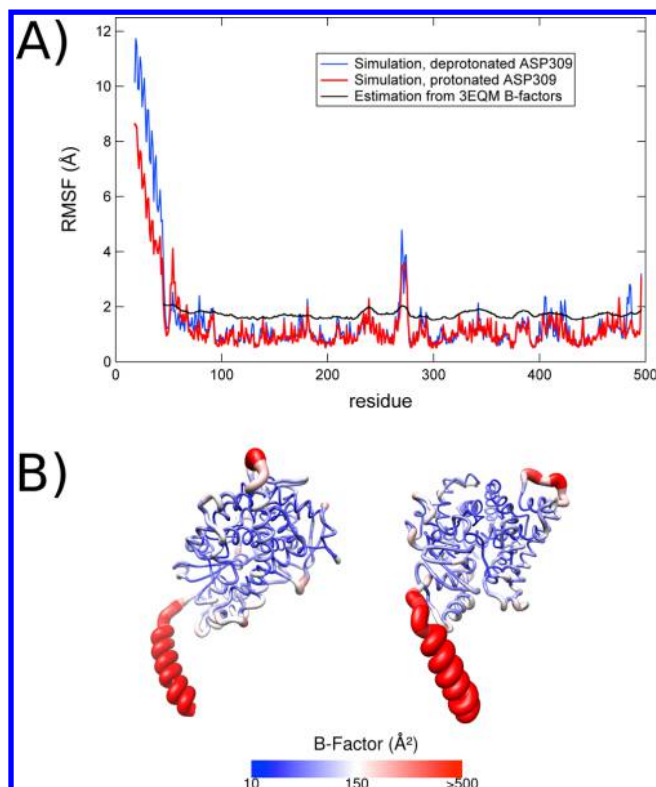 A)
12
10
8
6
4
2
0
RMSF (Å)
Simulation, deprotonated ASP309
Simulation, protonated ASP309
Estimation from 3EQM B-factors
0 100 200 300 400 500
residue
B)
B-Factor (Å²)
10 150 >500